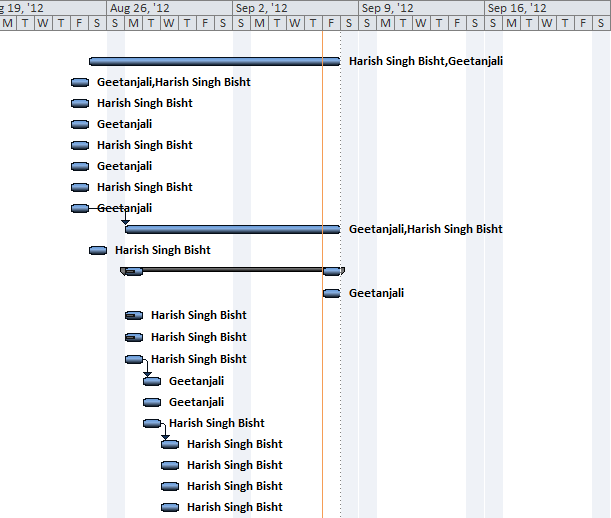 g 19, '12 Aug 26, '12 Sep 2, '12 Sep 9, '12 Sep 16, '12
M T W T F S S M T W T F S S M T W T F S S M T W T F S S M T W T F S
Harish Singh Bisht,Geetanjali
Geetanjali,Harish Singh Bisht
Harish Singh Bisht
Geetanjali
Harish Singh Bisht
Geetanjali
Harish Singh Bisht
Geetanjali
Geetanjali,Harish Singh Bisht
Harish Singh Bisht
Geetanjali
Harish Singh Bisht
Harish Singh Bisht
Harish Singh Bisht
Geetanjali
Geetanjali
Harish Singh Bisht
Harish Singh Bisht
Harish Singh Bisht
Harish Singh Bisht
Harish Singh Bisht